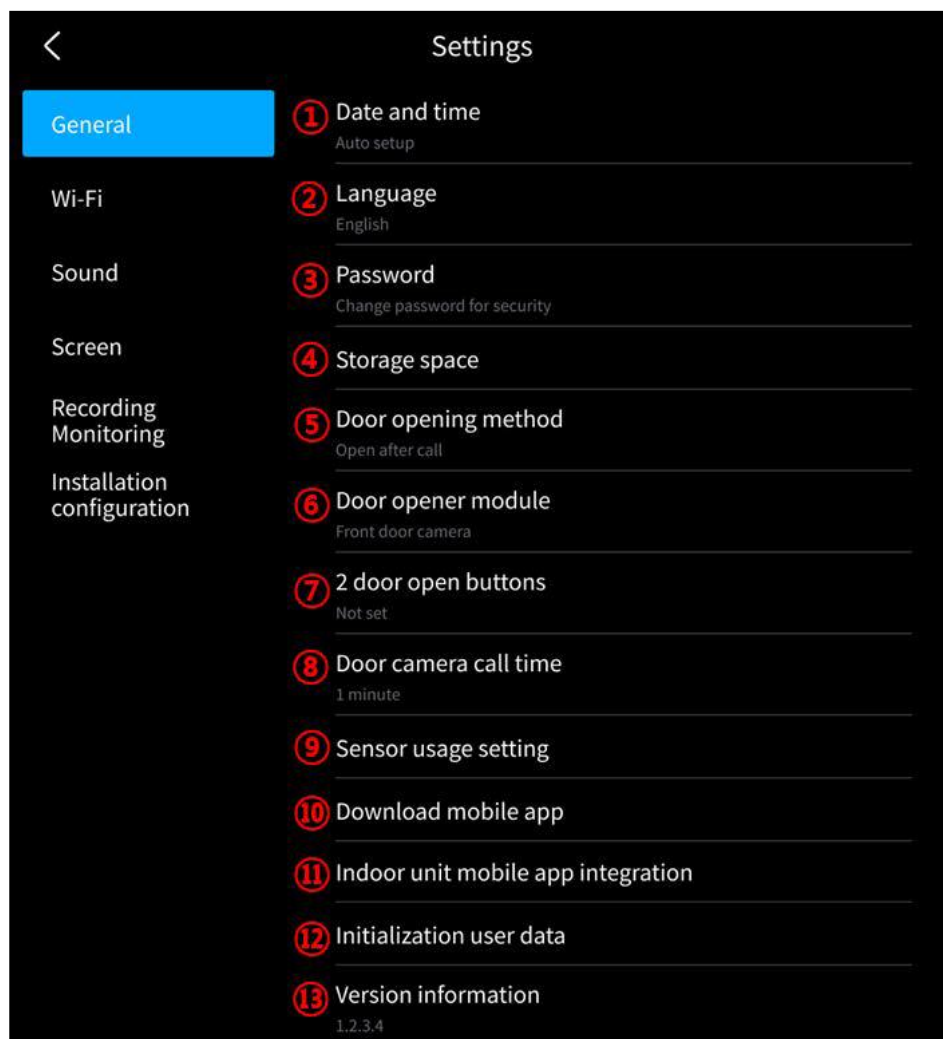 Settings
General
Wi-Fi
Sound
Screen
Recording
Monitoring
Installation
configuration
① Date and time
Auto setup
② Language
English
③ Password
Change password for security
④ Storage space
⑤ Door opening method
Open after call
⑥ Door opener module
Front door camera
⑦ 2 door open buttons
Not set
⑧ Door camera call time
1 minute
⑨ Sensor usage setting
⑩ Download mobile app
⑪ Indoor unit mobile app integration
⑫ Initialization user data
⑬ Version information
1.2.3.4